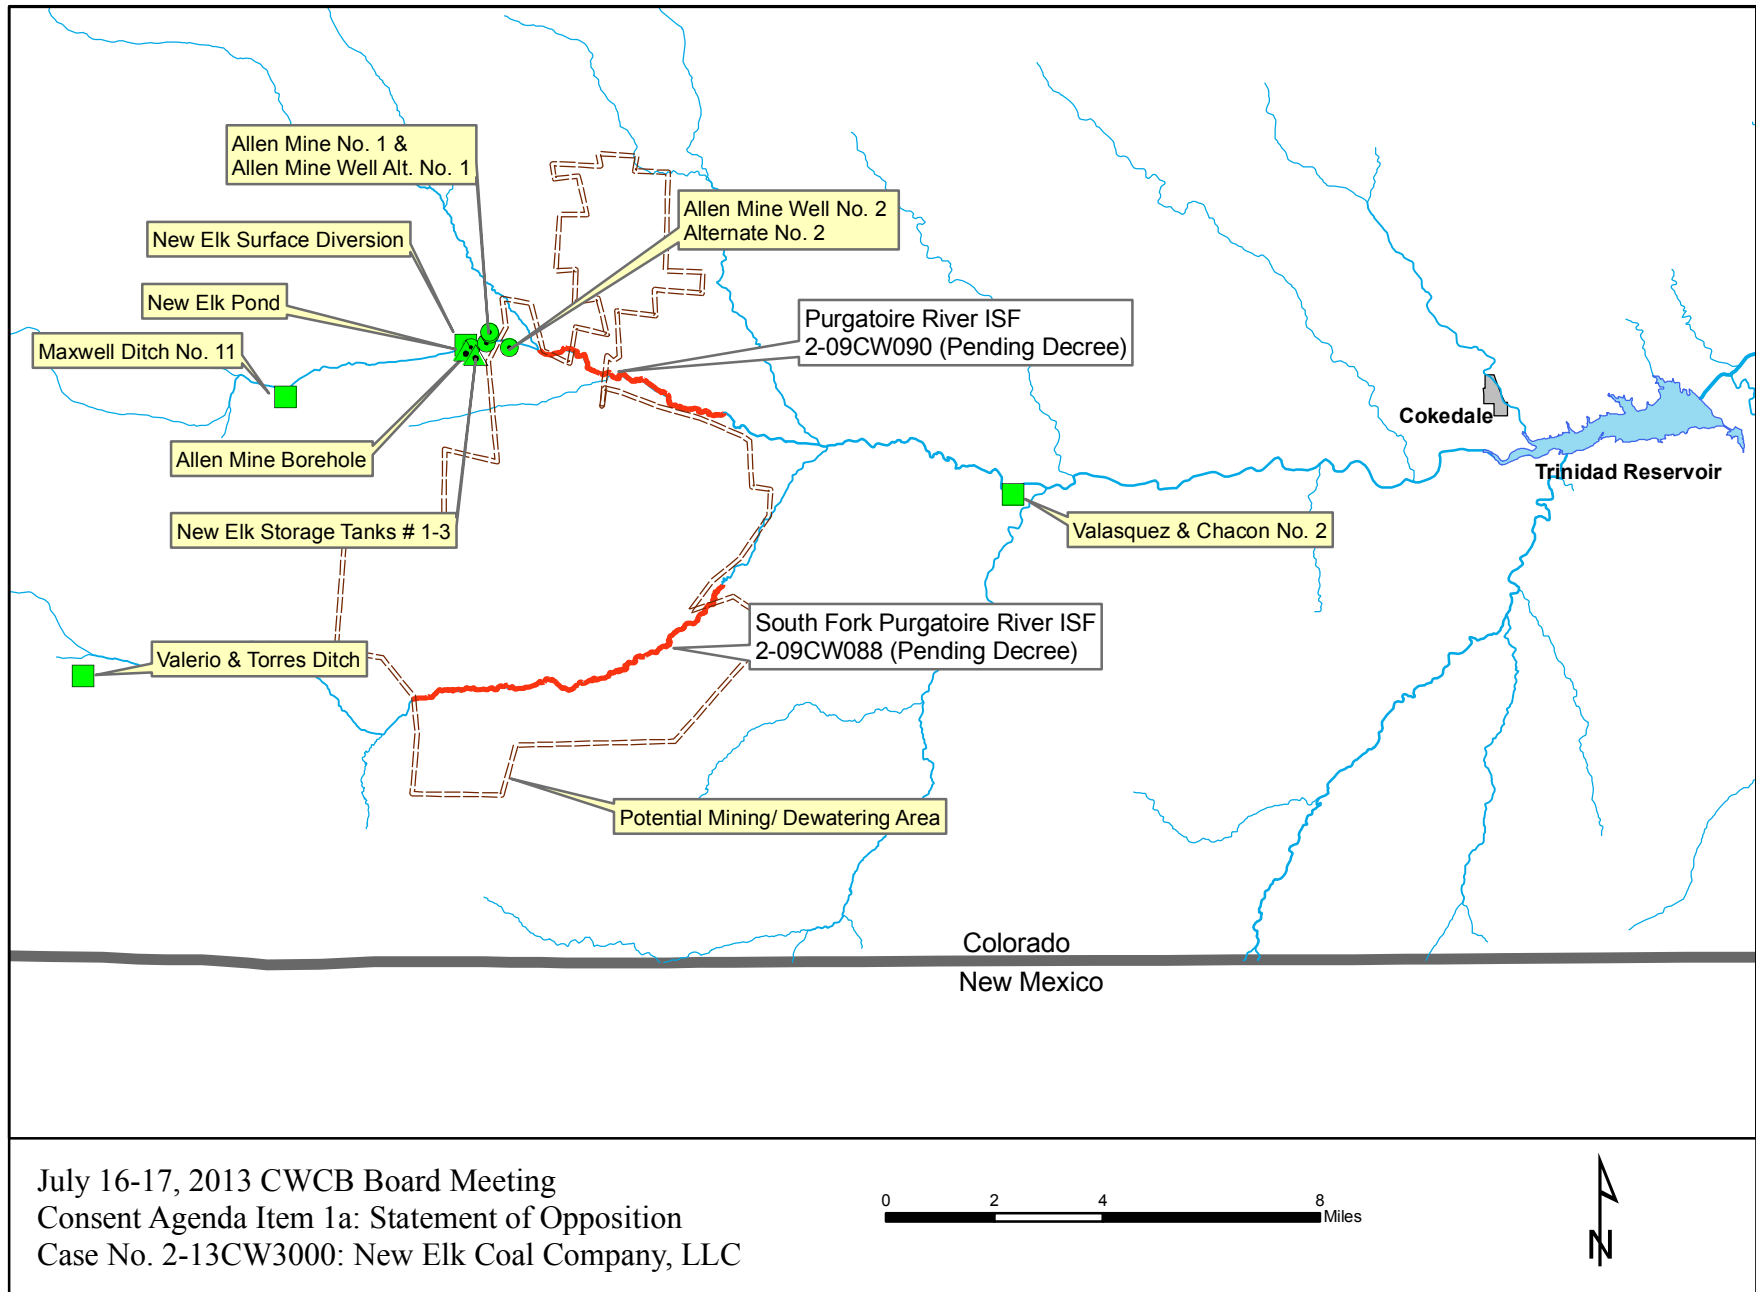 Allen Mine No. 1 &
Allen Mine Well Alt. No. 1
Allen Mine Well No. 2
Alternate No. 2
New Elk Surface Diversion
New Elk Pond
Purgatoire River ISF
2-09CW090 (Pending Decree)
Maxwell Ditch No. 11
Cokedale
Allen Mine Borehole
Trinidad Reservoir
New Elk Storage Tanks # 1-3
Valasquez & Chacon No. 2
South Fork Purgatoire River ISF
2-09CW088 (Pending Decree)
Valerio & Torres Ditch
Potential Mining/ Dewatering Area
Colorado
New Mexico
July 16-17, 2013 CWCB Board Meeting
Consent Agenda Item 1a: Statement of Opposition
Case No. 2-13CW3000: New Elk Coal Company, LLC
0 2 4 8
Miles
N